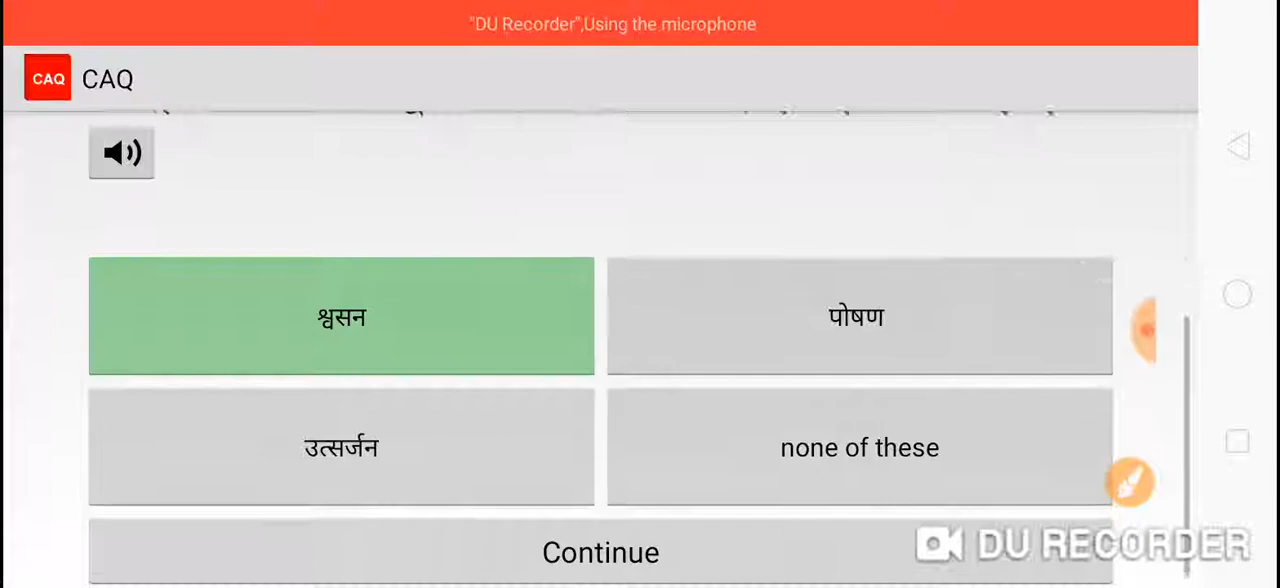 "DU Recorder",Using the microphone
CAQ CAQ
श्वसन
पोषण
उत्सर्जन
none of these
Continue
DU RECORDER